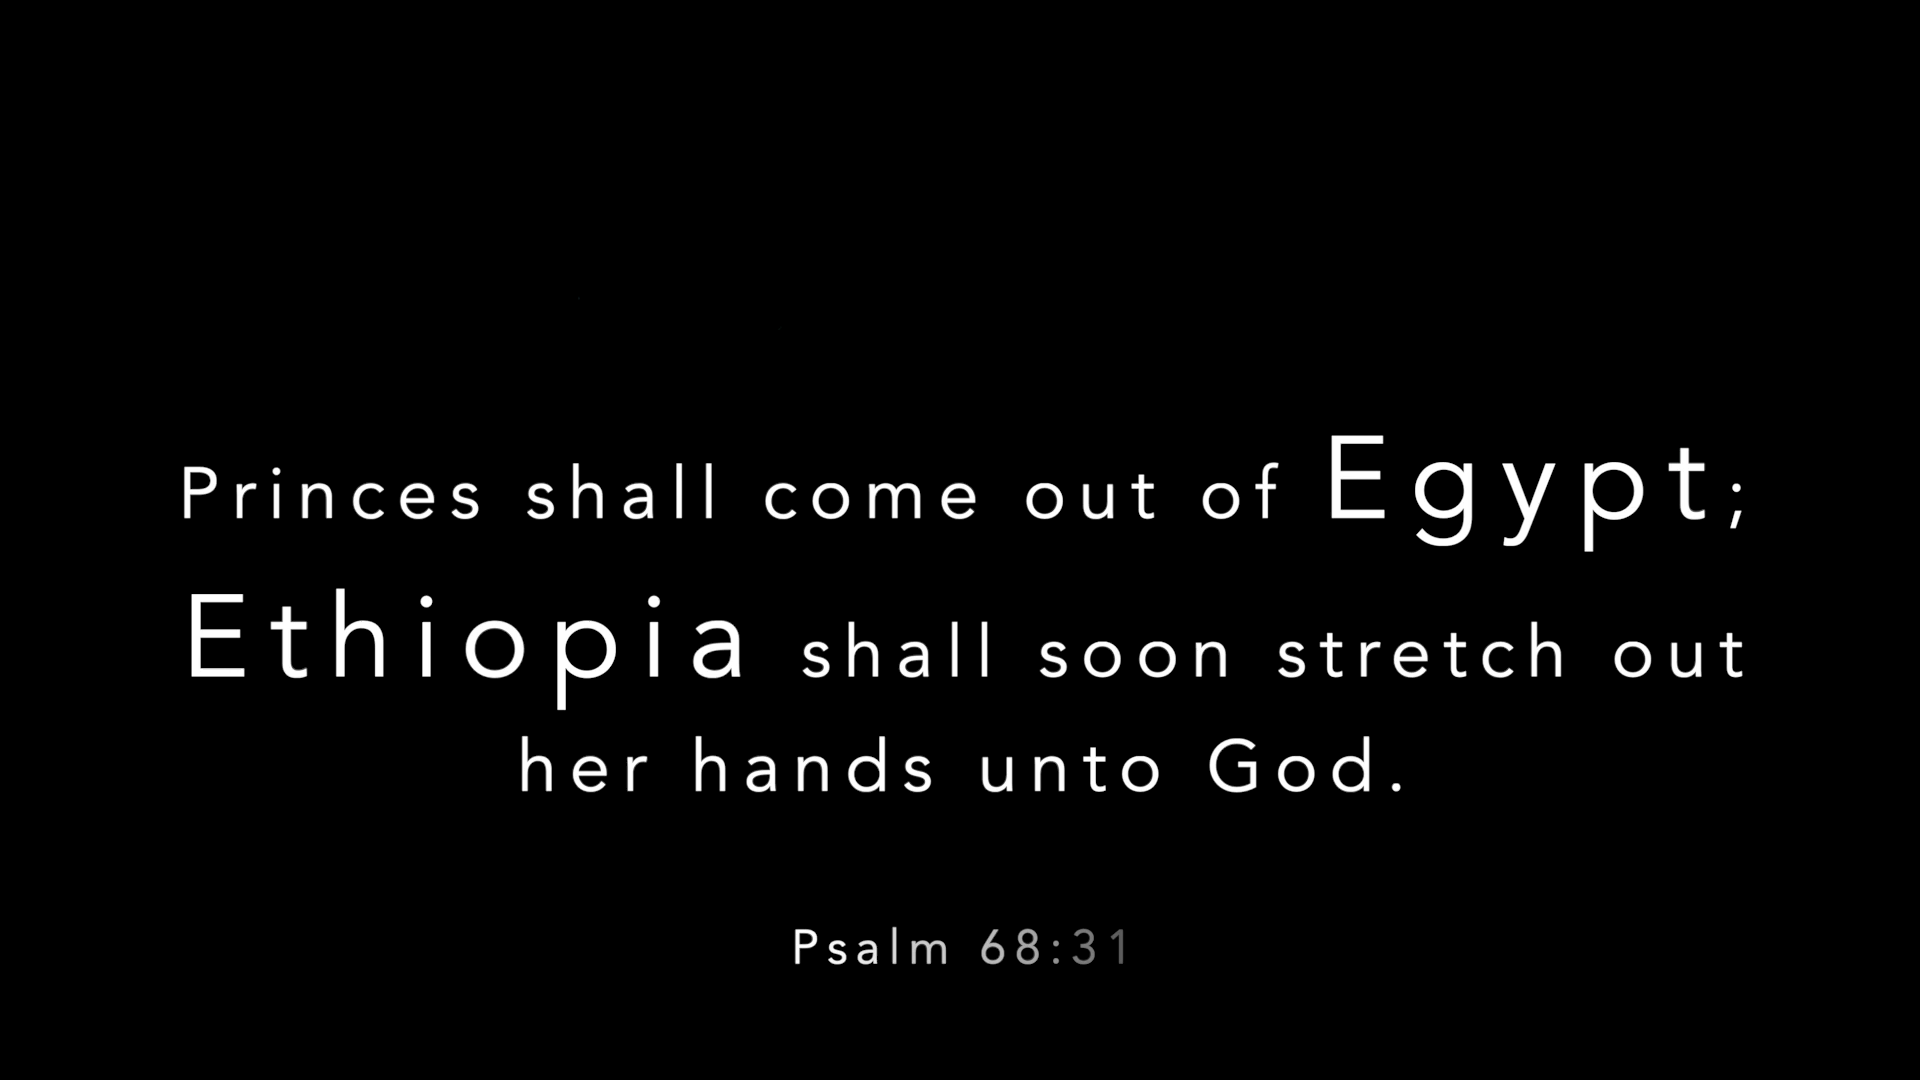 Princes shall come out of Egypt;
Ethiopia shall soon stretch out
her hands unto God.
Psalm 68:31